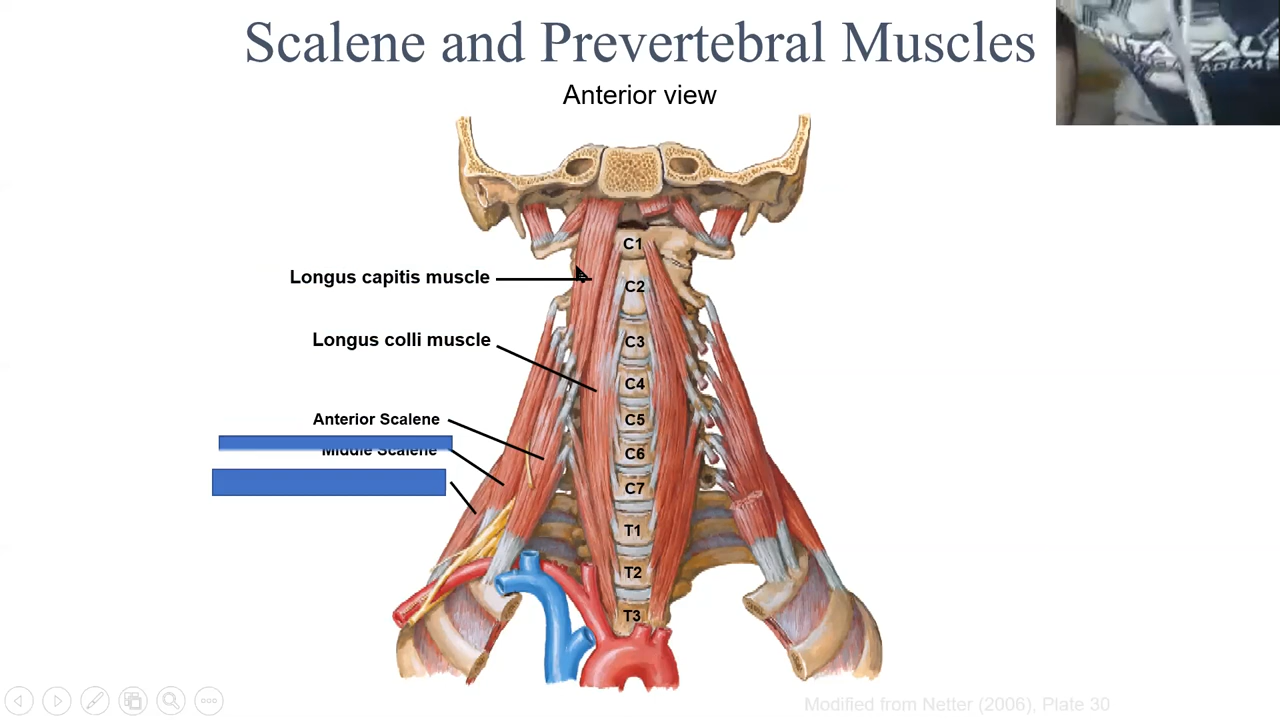 Scalene and Prevertebral Muscles
Anterior view
C1
Longus capitis muscle
C2
Longus colli muscle
C3
C4
Anterior Scalene
C5
Middle Scalene
C6
C7
T1
T2
T3
Modified from Netter (2006), Plate 30